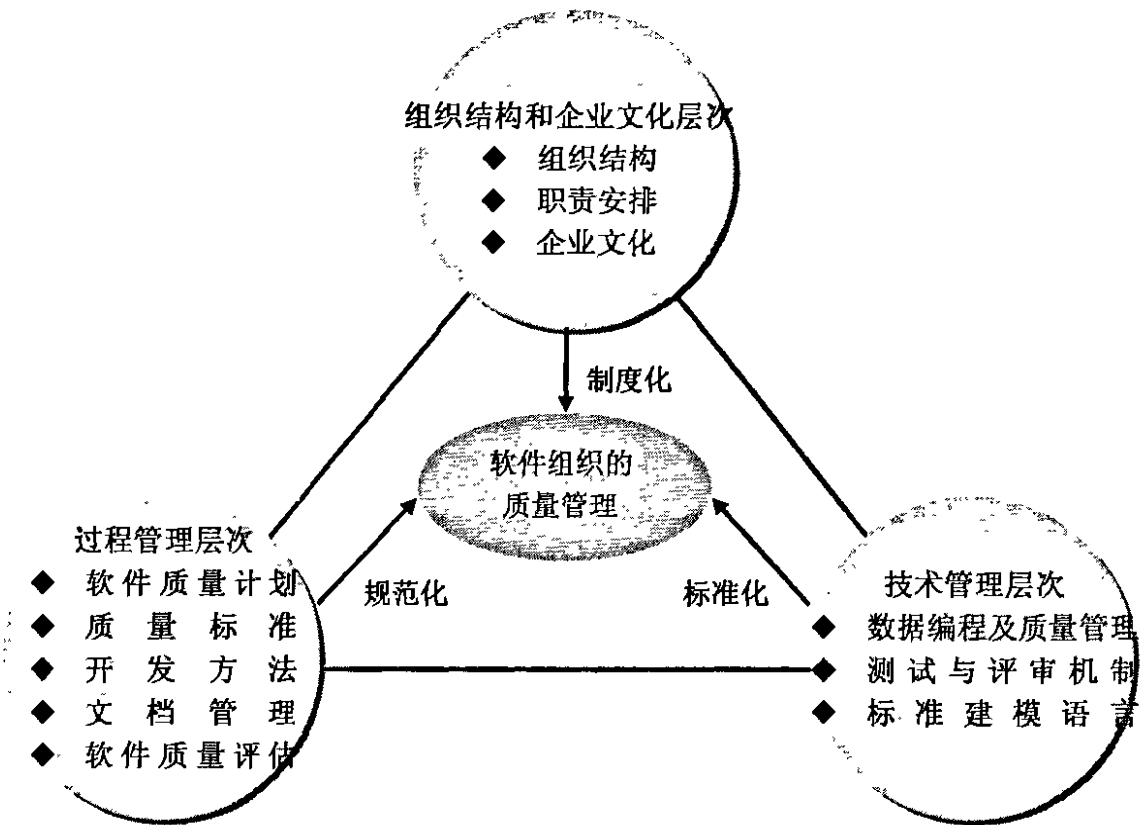 组织结构和企业文化层次
◆ 组织结构
◆ 职责安排
◆ 企业文化
制度化
软件组织的
质量管理
过程管理层次
◆ 软件质量计划
◆ 质量标准
◆ 开发方法
◆ 文档管理
◆ 软件质量评估
规范化
标准化
技术管理层次
◆ 数据编程及质量管理
◆ 测试与评审机制
◆ 标准建模语言